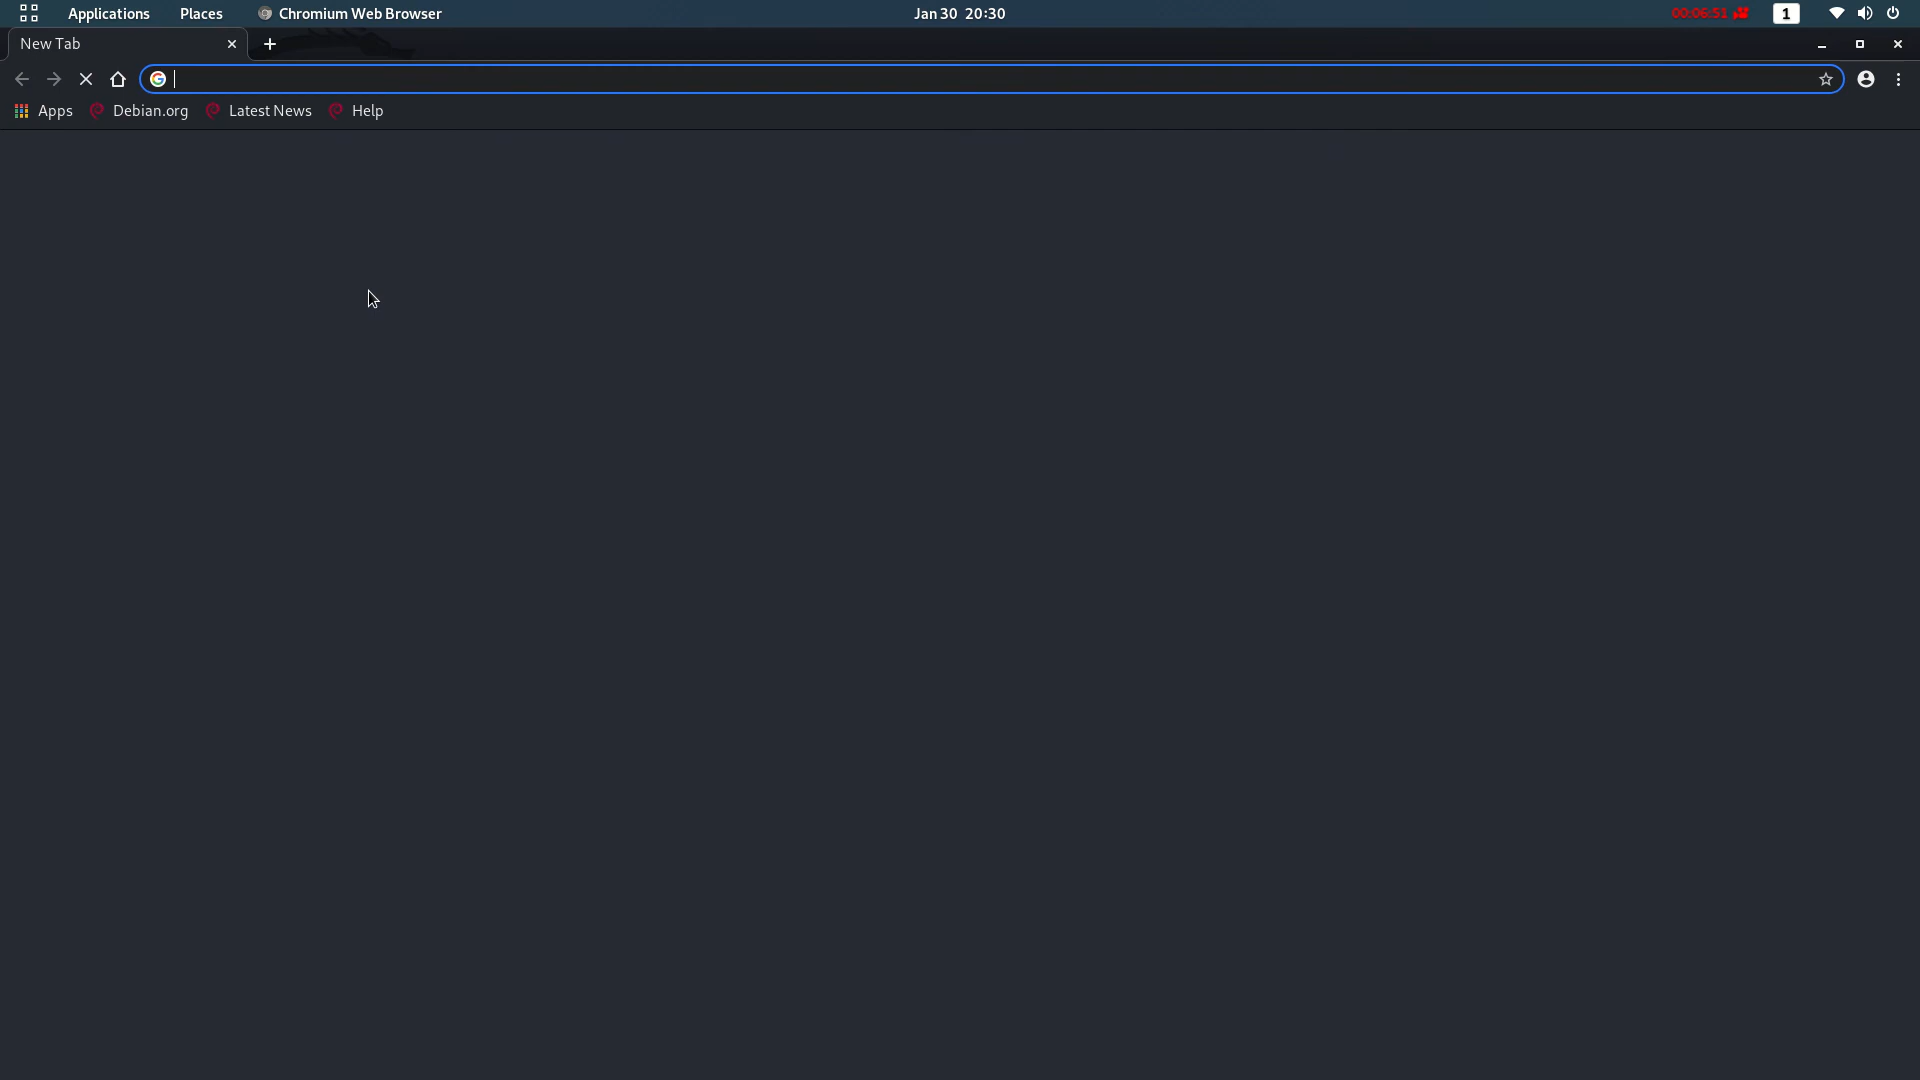 Applications Places Chromium Web Browser Jan 30 20:30 00:06:51 1
New Tab
Apps Debian.org Latest News Help